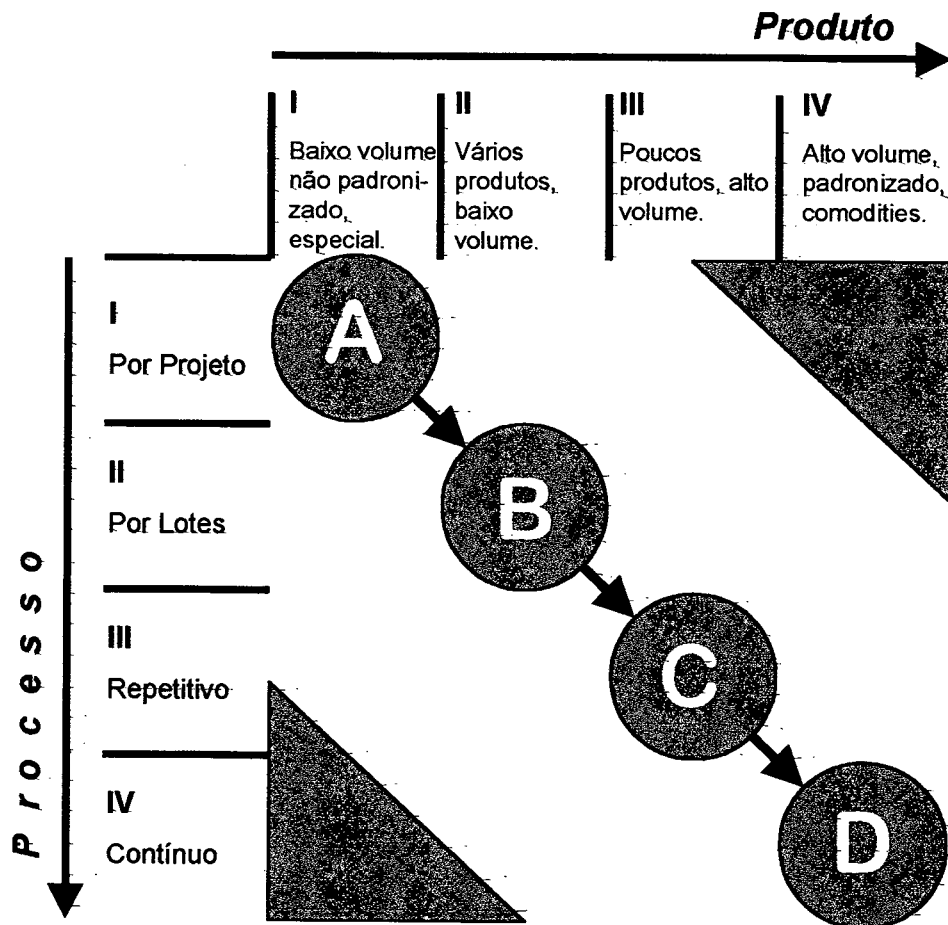 Produto
I
Baixo volume
não padroni-
zado,
especial.
II
Vários
produtos,
baixo
volume.
III
Poucos
produtos, alto
volume.
IV
Alto volume,
padronizado,
comodities.
Processo
I
Por Projeto
II
Por Lotes
III
Repetitivo
IV
Contínuo
A
B
C
D